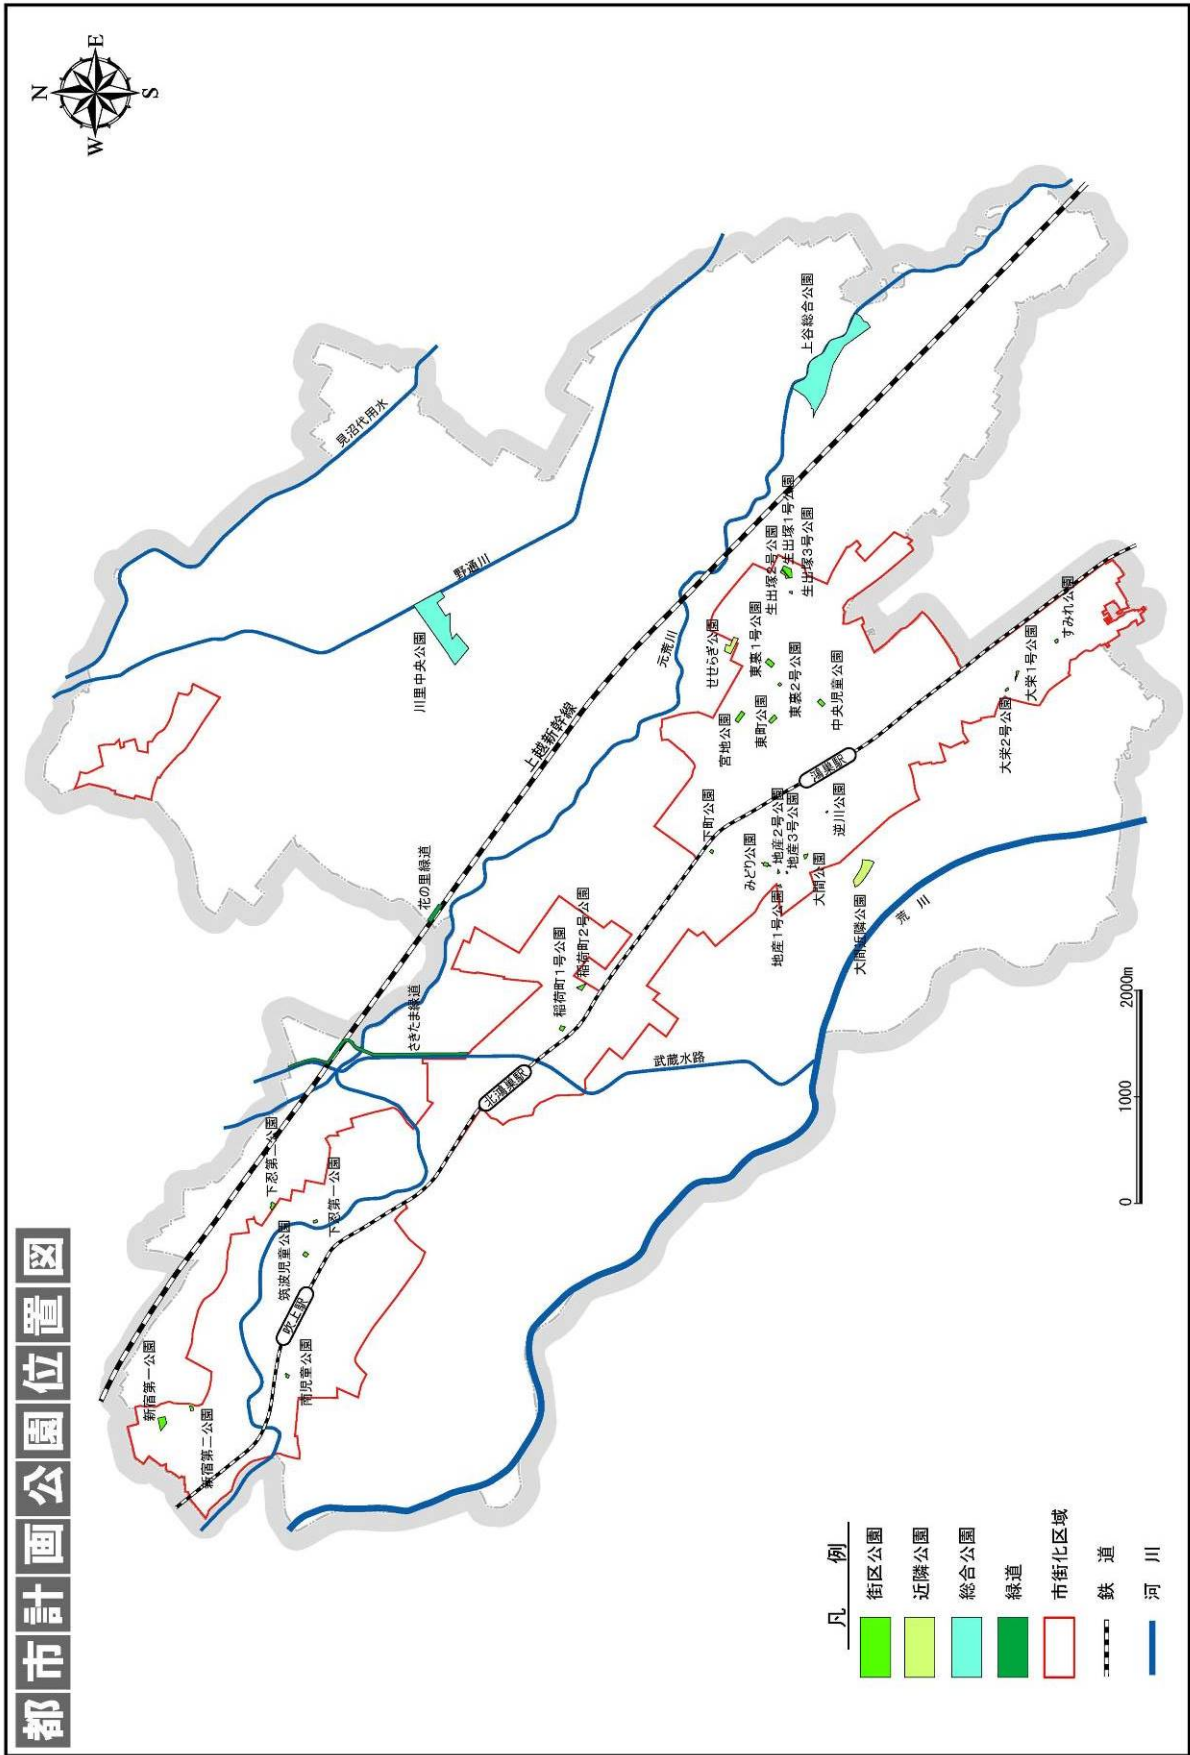 都市計画公園位置図
N
E
S
W
見沼代用水
野通川
川里中央公園
上谷総合公園
上越新幹線
元荒川
花の里緑道
さきたま緑道
せせらぎ公園
生出塚2号公園
生出塚1号公園
生出塚3号公園
東裏1号公園
東裏2号公園
宮地公園
東町公園
中央児童公園
鴻巣駅
すみれ公園
大栄1号公園
大栄2号公園
下町公園
みどり公園
地産2号公園
地産3号公園
地産1号公園
逆川公園
大間公園
大間近隣公園
荒川
稲荷町1号公園
稲荷町2号公園
武蔵水路
北鴻巣駅
下忍第二公園
下忍第一公園
筑波児童公園
吹上駅
南児童公園
新宿第一公園
新宿第二公園
0 1000 2000m
凡例
街区公園
近隣公園
総合公園
緑道
市街化区域
鉄道
河川